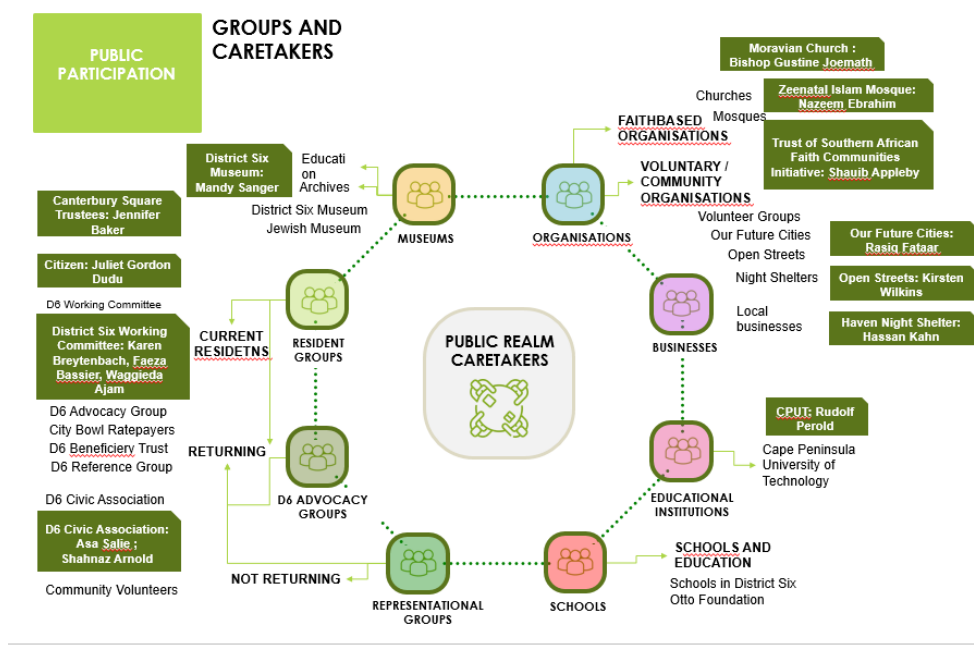 PUBLIC
PARTICIPATION
GROUPS AND
CARETAKERS
Moravian Church :
Bishop Gustine Joemath
Churches
Zeenatal Islam Mosque:
Nazeem Ebrahim
Mosques
FAITHBASED
ORGANISATIONS
Trust of Southern African
Faith Communities
Initiative: Shauib Appleby
VOLUNTARY /
COMMUNITY
ORGANISATIONS
District Six
Museum:
Mandy Sanger
Educati
on
Archives
District Six Museum
Jewish Museum
MUSEUMS
ORGANISATIONS
Volunteer Groups
Our Future Cities
Open Streets
Night Shelters
Local
businesses
Our Future Cities:
Rasiq Fataar
Open Streets: Kirsten
Wilkins
Haven Night Shelter:
Hassan Kahn
BUSINESSES
Canterbury Square
Trustees: Jennifer
Baker
Citizen: Juliet Gordon
Dudu
D6 Working Committee
District Six Working
Committee: Karen
Breytenbach, Faeza
Bassier, Waggieda
Ajam
CURRENT
RESIDETNS
RESIDENT
GROUPS
PUBLIC REALM
CARETAKERS
D6 Advocacy Group
City Bowl Ratepayers
D6 Beneficiery Trust
D6 Reference Group
RETURNING
D6 ADVOCACY
GROUPS
CPUT: Rudolf
Perold
Cape Peninsula
University of
Technology
EDUCATIONAL
INSTITUTIONS
D6 Civic Association
D6 Civic Association:
Asa Salie ;
Shahnaz Arnold
Community Volunteers
NOT RETURNING
REPRESENTATIONAL
GROUPS
SCHOOLS
SCHOOLS AND
EDUCATION
Schools in District Six
Otto Foundation